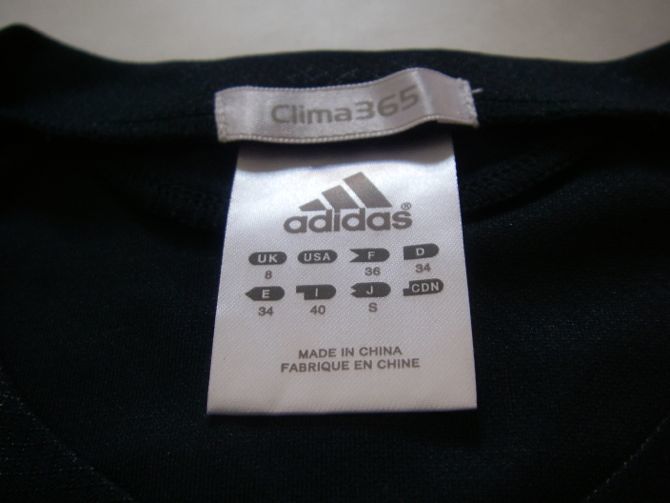 Clima365
adidas®
UK USA F D
8 36 34
E I J CDN
34 40 S
MADE IN CHINA
FABRIQUE EN CHINE